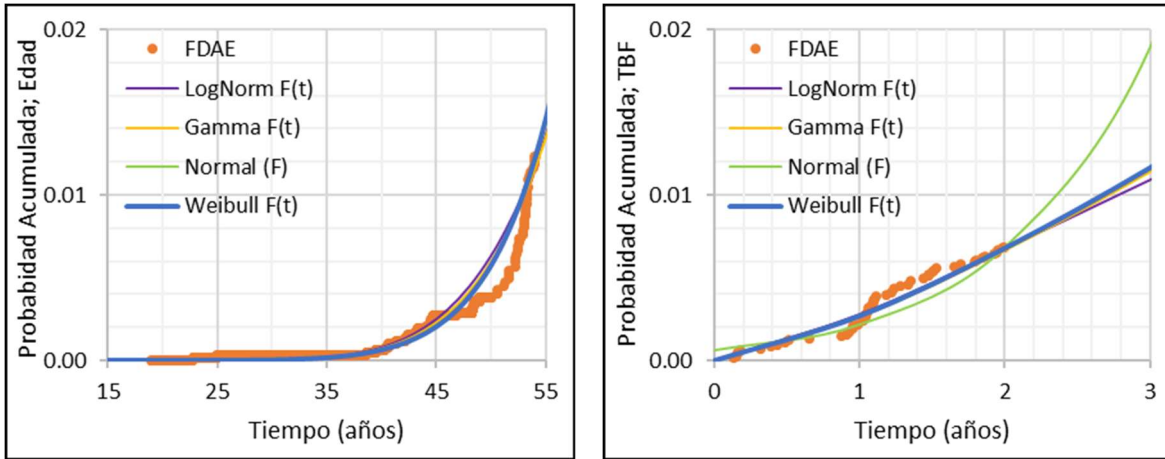 Probabidad Acumulada; Edad
0.02
0.01
0.00
FDAE
LogNorm F(t)
Gamma F(t)
Normal (F)
Weibull F(t)
15 25 35 45 55
Tiempo (años)
Probabidad Acumulada; TBF
0.02
0.01
0.00
FDAE
LogNorm F(t)
Gamma F(t)
Normal (F)
Weibull F(t)
0 1 2 3
Tiempo (años)